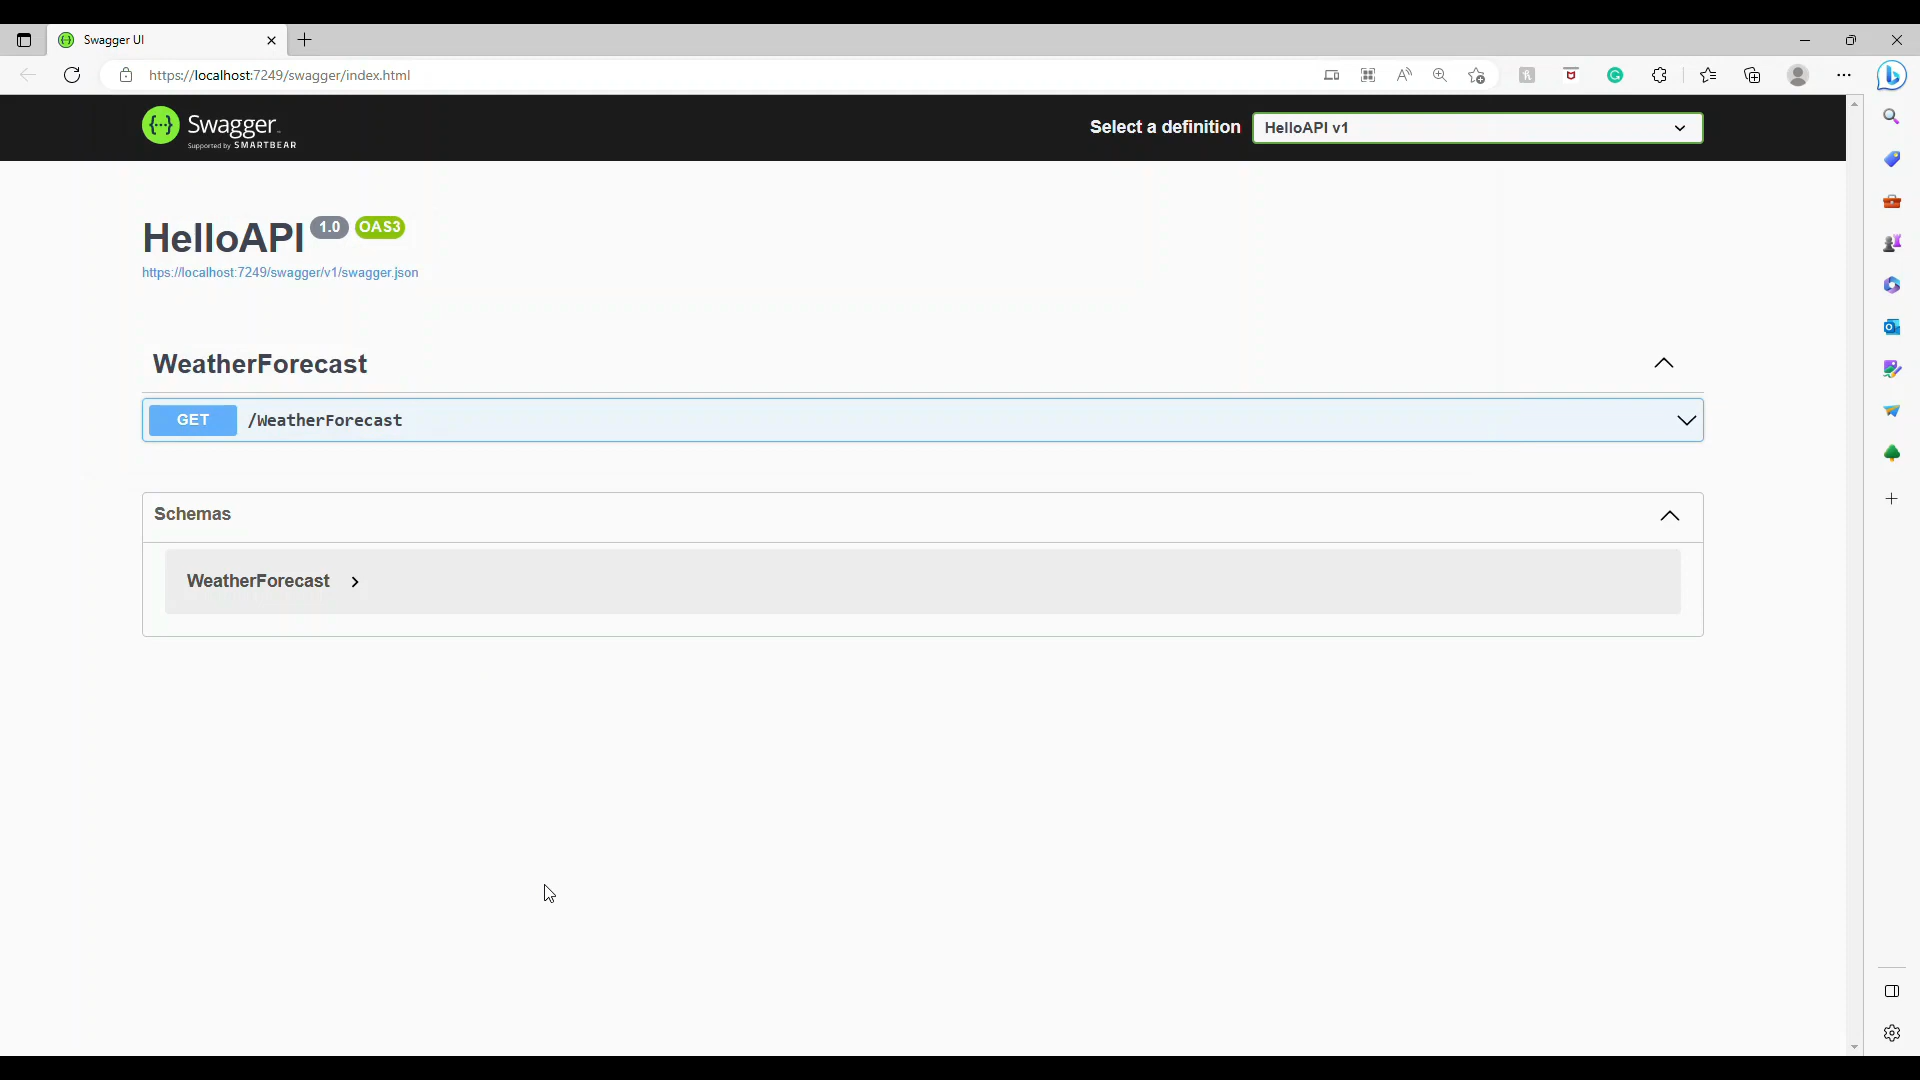 Swagger UI
https://localhost:7249/swagger/index.html
Swagger
Supported by SMARTBEAR
Select a definition
HelloAPI v1
HelloAPI 1.0 OAS3
https://localhost:7249/swagger/v1/swagger.json
WeatherForecast
GET /WeatherForecast
Schemas
WeatherForecast